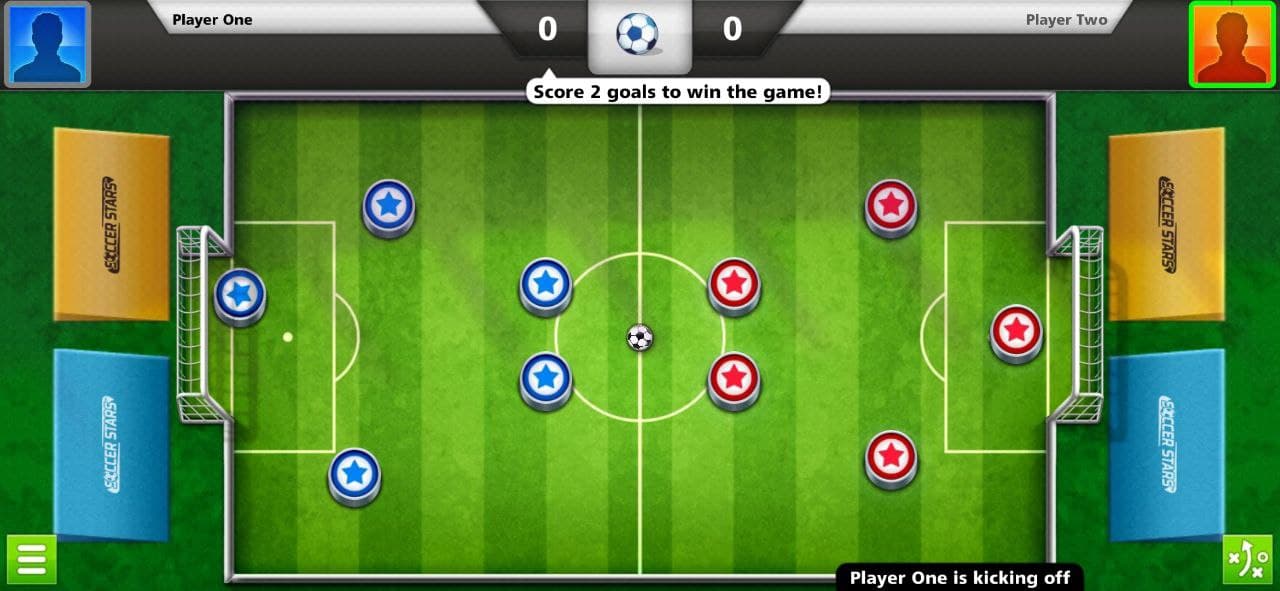 Player One
0
0
Player Two
Score 2 goals to win the game!
SOCCER STARS
SOCCER STARS
SOCCER STARS
SOCCER STARS
Player One is kicking off